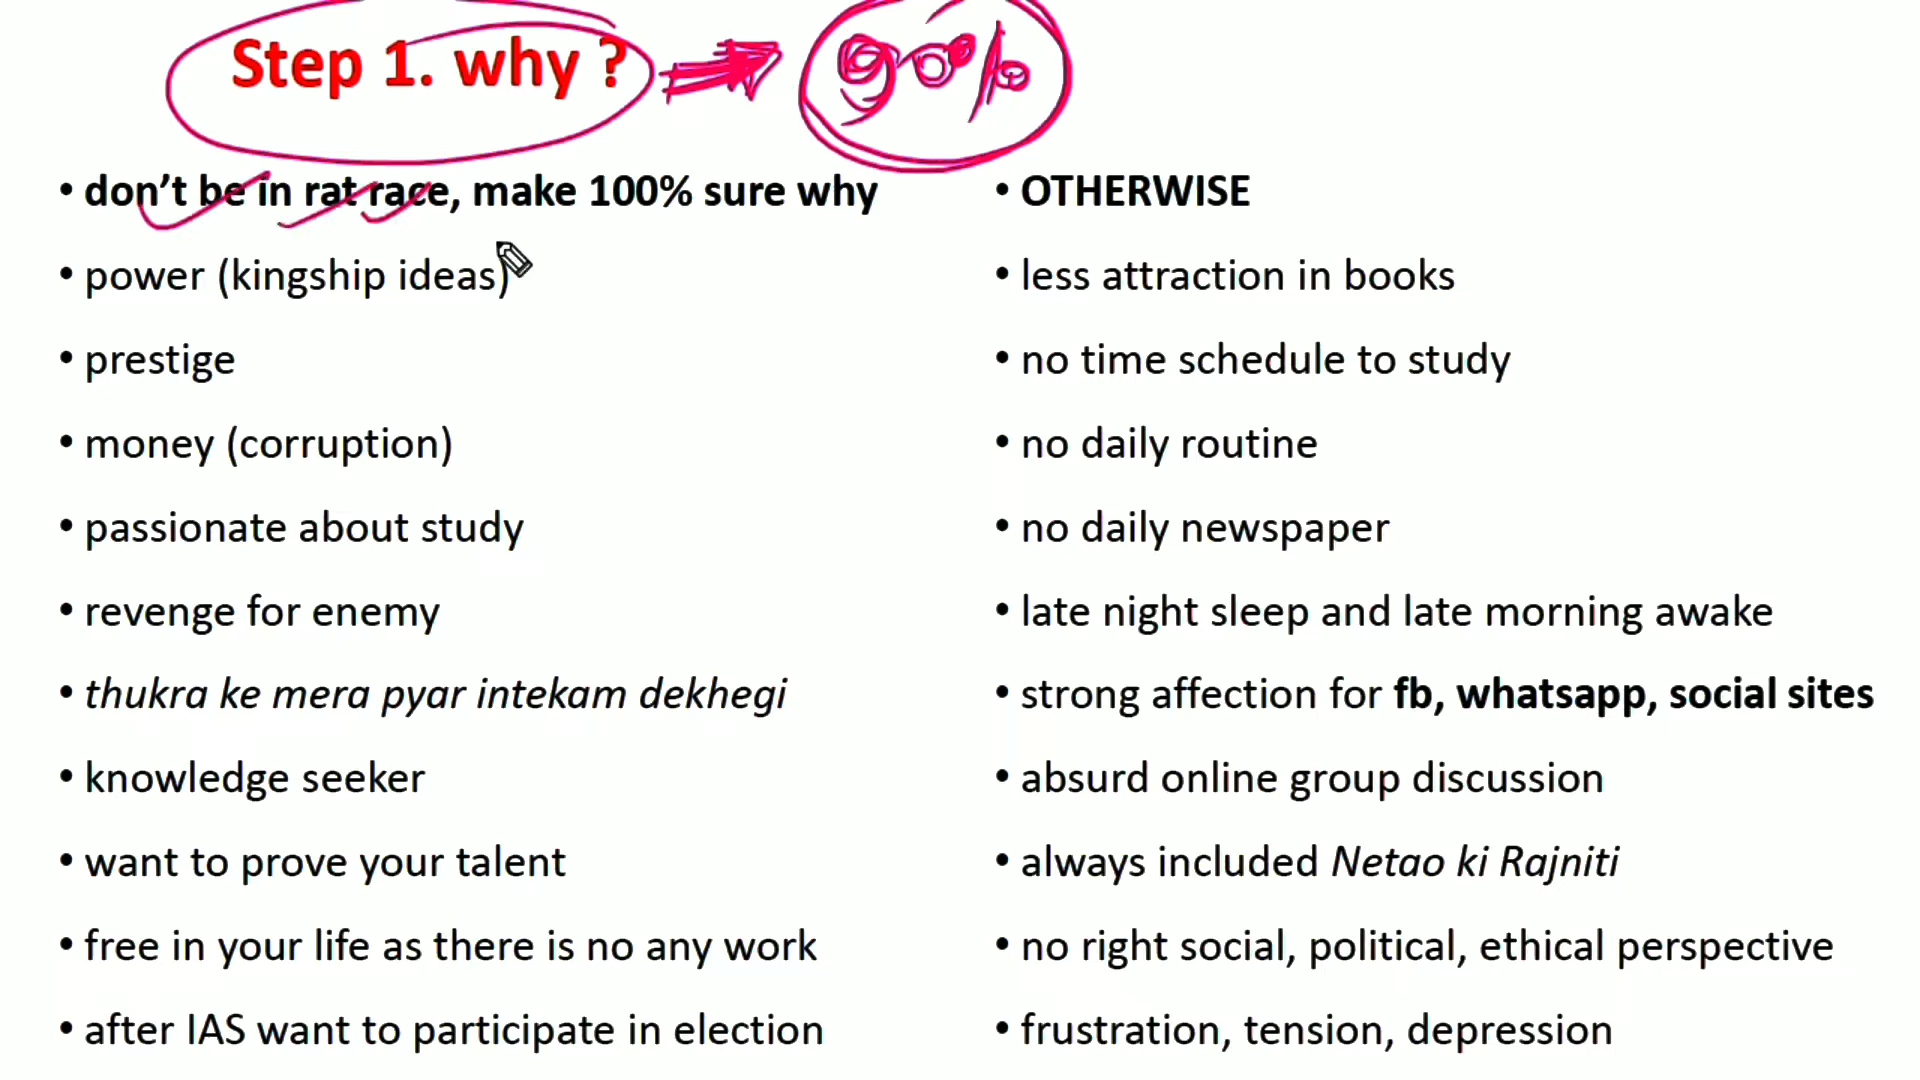 Step 1. why ?
90%
• don’t be in rat race, make 100% sure why
• power (kingship ideas)
• prestige
• money (corruption)
• passionate about study
• revenge for enemy
• thukra ke mera pyar intekam dekhegi
• knowledge seeker
• want to prove your talent
• free in your life as there is no any work
• after IAS want to participate in election
• OTHERWISE
• less attraction in books
• no time schedule to study
• no daily routine
• no daily newspaper
• late night sleep and late morning awake
• strong affection for fb, whatsapp, social sites
• absurd online group discussion
• always included Netao ki Rajniti
• no right social, political, ethical perspective
• frustration, tension, depression